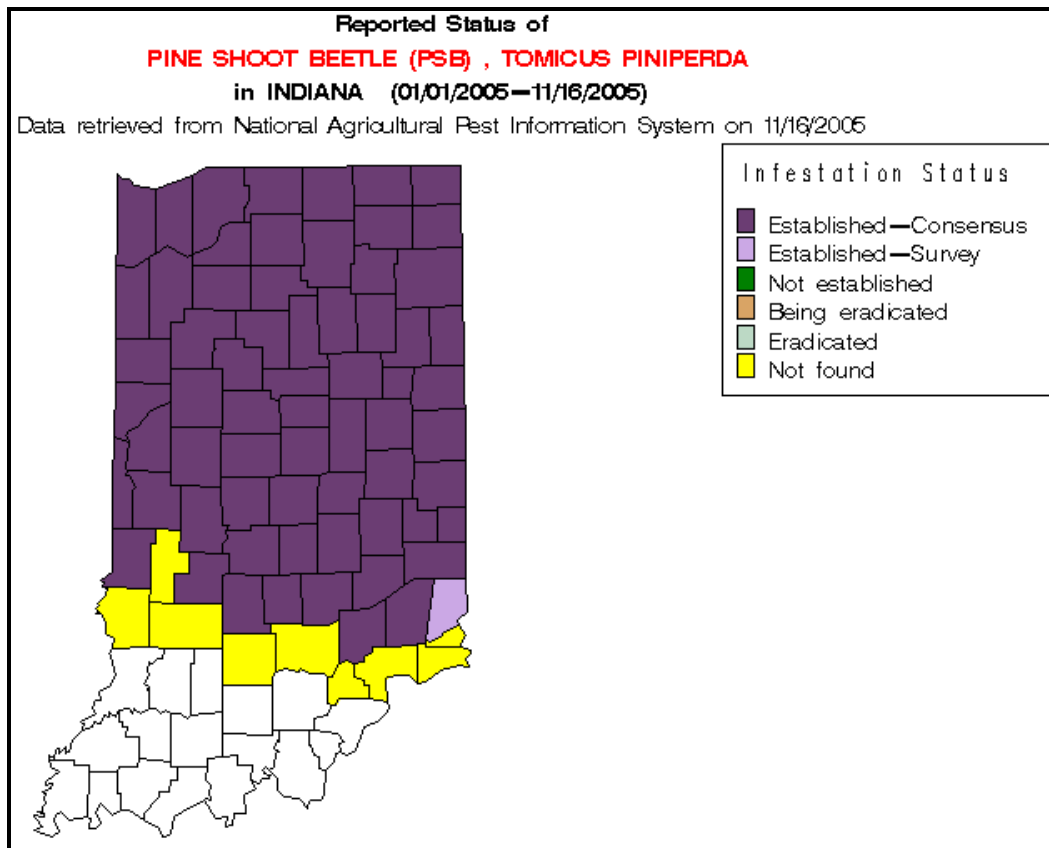 Reported Status of
PINE SHOOT BEETLE (PSB) , TOMICUS PINIPERDA
in INDIANA (01/01/2005—11/16/2005)
Data retrieved from National Agricultural Pest Information System on 11/16/2005
Infestation Status
Established—Consensus
Established—Survey
Not established
Being eradicated
Eradicated
Not found